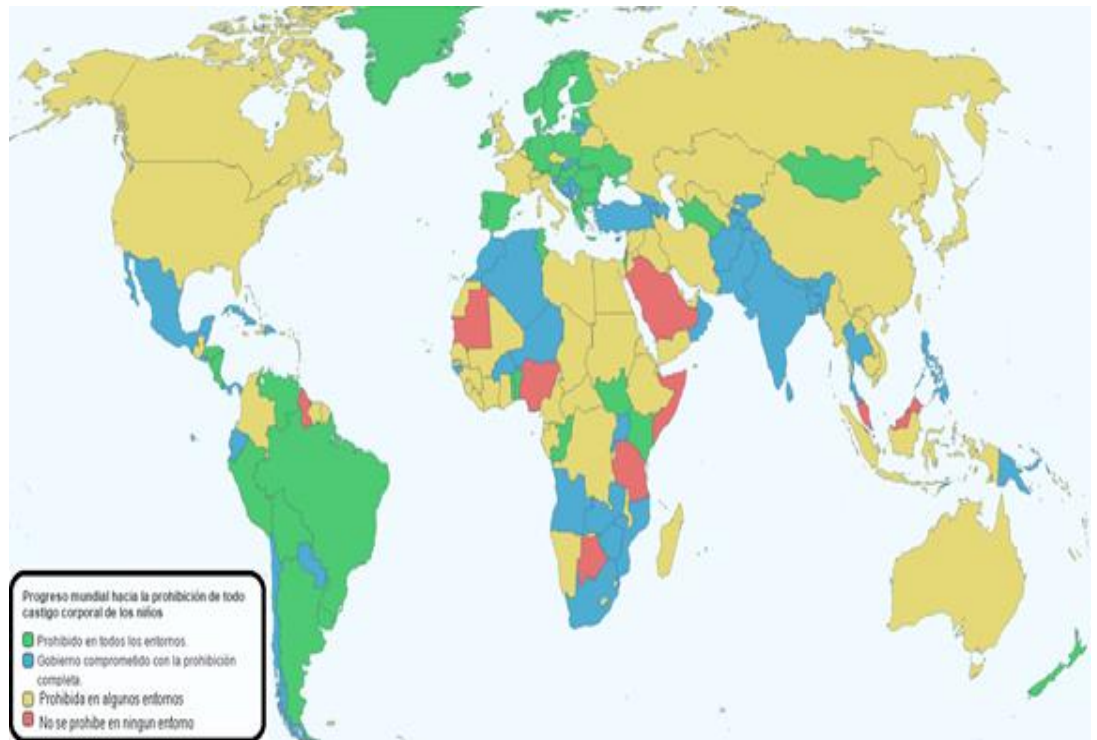 Progreso mundial hacia la prohibición de todo
castigo corporal de los niños
Prohibido en todos los entornos.
Gobierno comprometido con la prohibición
completa.
Prohibida en algunos entornos
No se prohibe en ningun entorno